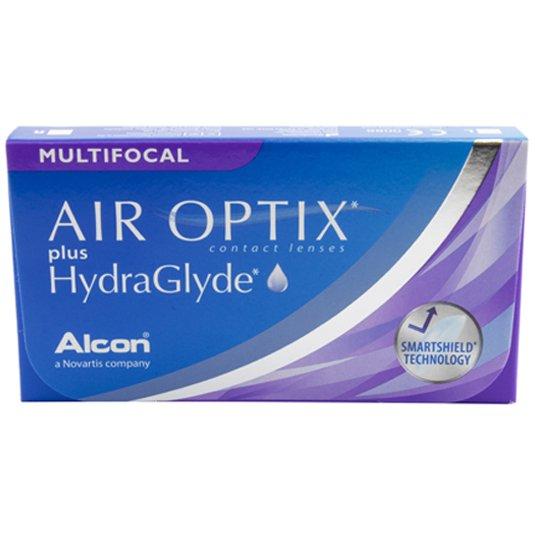 MULTIFOCAL
AIR OPTIX*
contact lenses
plus
HydraGlyde*
Alcon®
a Novartis company
SMARTSHIELD*
TECHNOLOGY